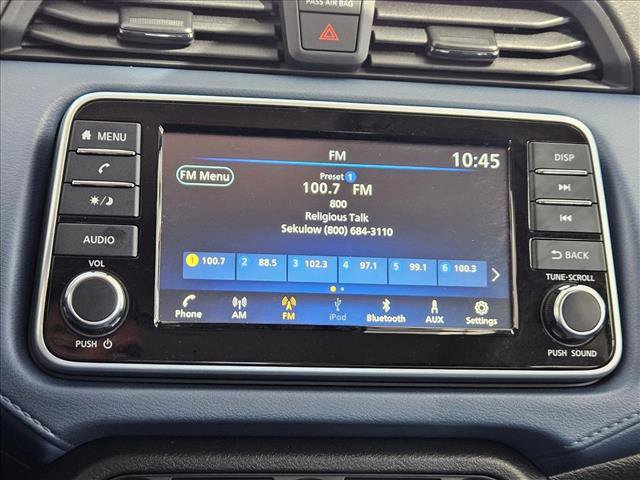 PASS AIR BAG
MENU
FM
10:45
DISP
FM Menu
Preset 1
100.7 FM
800
Religious Talk
Sekulow (800) 684-3110
AUDIO
BACK
1 100.7 2 88.5 3 102.3 4 97.1 5 99.1 6 100.3
VOL
TUNE·SCROLL
Phone AM FM iPod Bluetooth AUX Settings
PUSH
PUSH SOUND